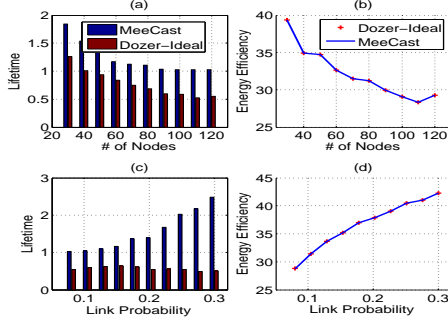 (a)
Lifetime
2
1.5
1
0.5
0
MeeCast
Dozer-Ideal
20 40 60 80 100 120
# of Nodes
(b)
Energy Efficiency
40
35
30
25
Dozer-Ideal
MeeCast
40 60 80 100 120
# of Nodes
(c)
Lifetime
3
2
1
0
0.1 0.2 0.3
Link Probability
(d)
Energy Efficiency
45
40
35
30
25
0.1 0.2 0.3
Link Probability